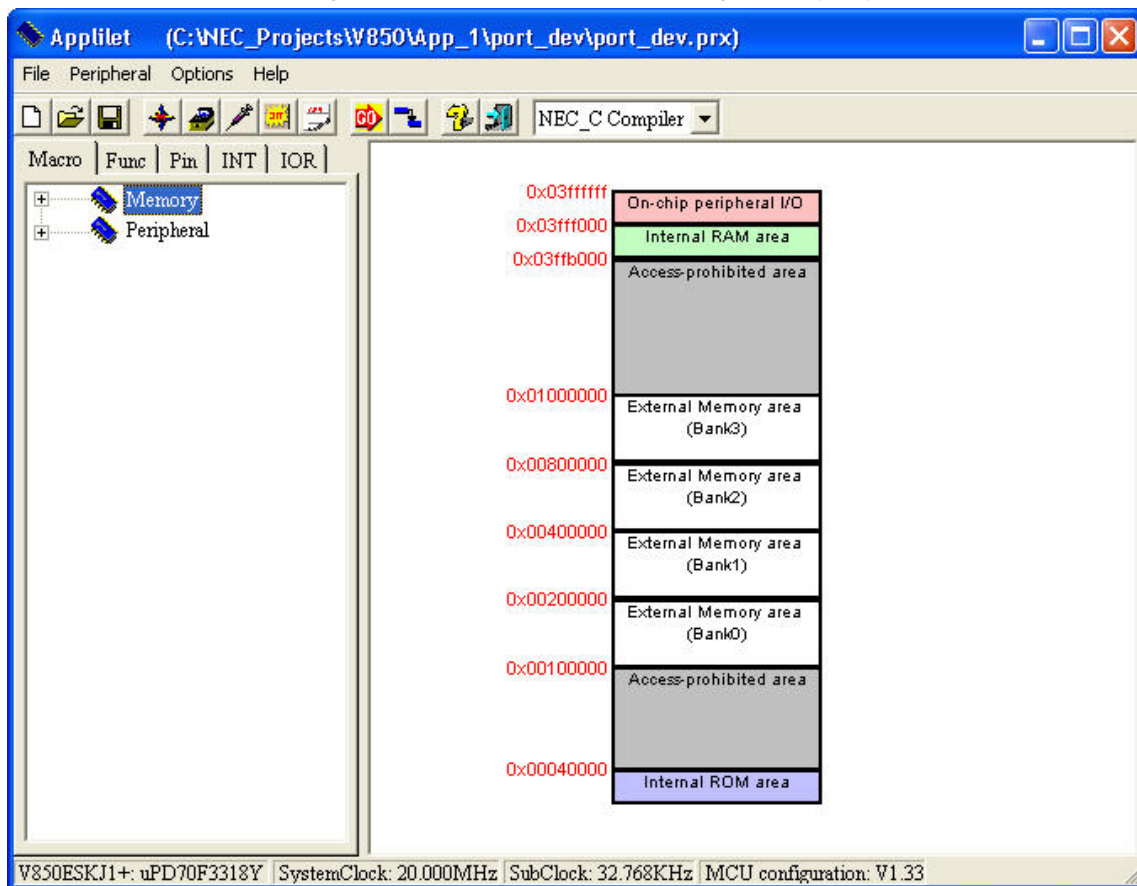 Applilet (C:\NEC_Projects\V850\App_1\port_dev\port_dev.prx)
File Peripheral Options Help
GO NEC_C Compiler
Macro Func Pin INT IOR
Memory
Peripheral
0x03ffffff
On-chip peripheral I/O
0x03fff000
Internal RAM area
0x03ffb000
Access-prohibited area
0x01000000
External Memory area
(Bank3)
0x00800000
External Memory area
(Bank2)
0x00400000
External Memory area
(Bank1)
0x00200000
External Memory area
(Bank0)
0x00100000
Access-prohibited area
0x00040000
Internal ROM area
V850ESKJ1+: uPD70F3318Y SystemClock: 20.000MHz SubClock: 32.768KHz MCU configuration: V1.33